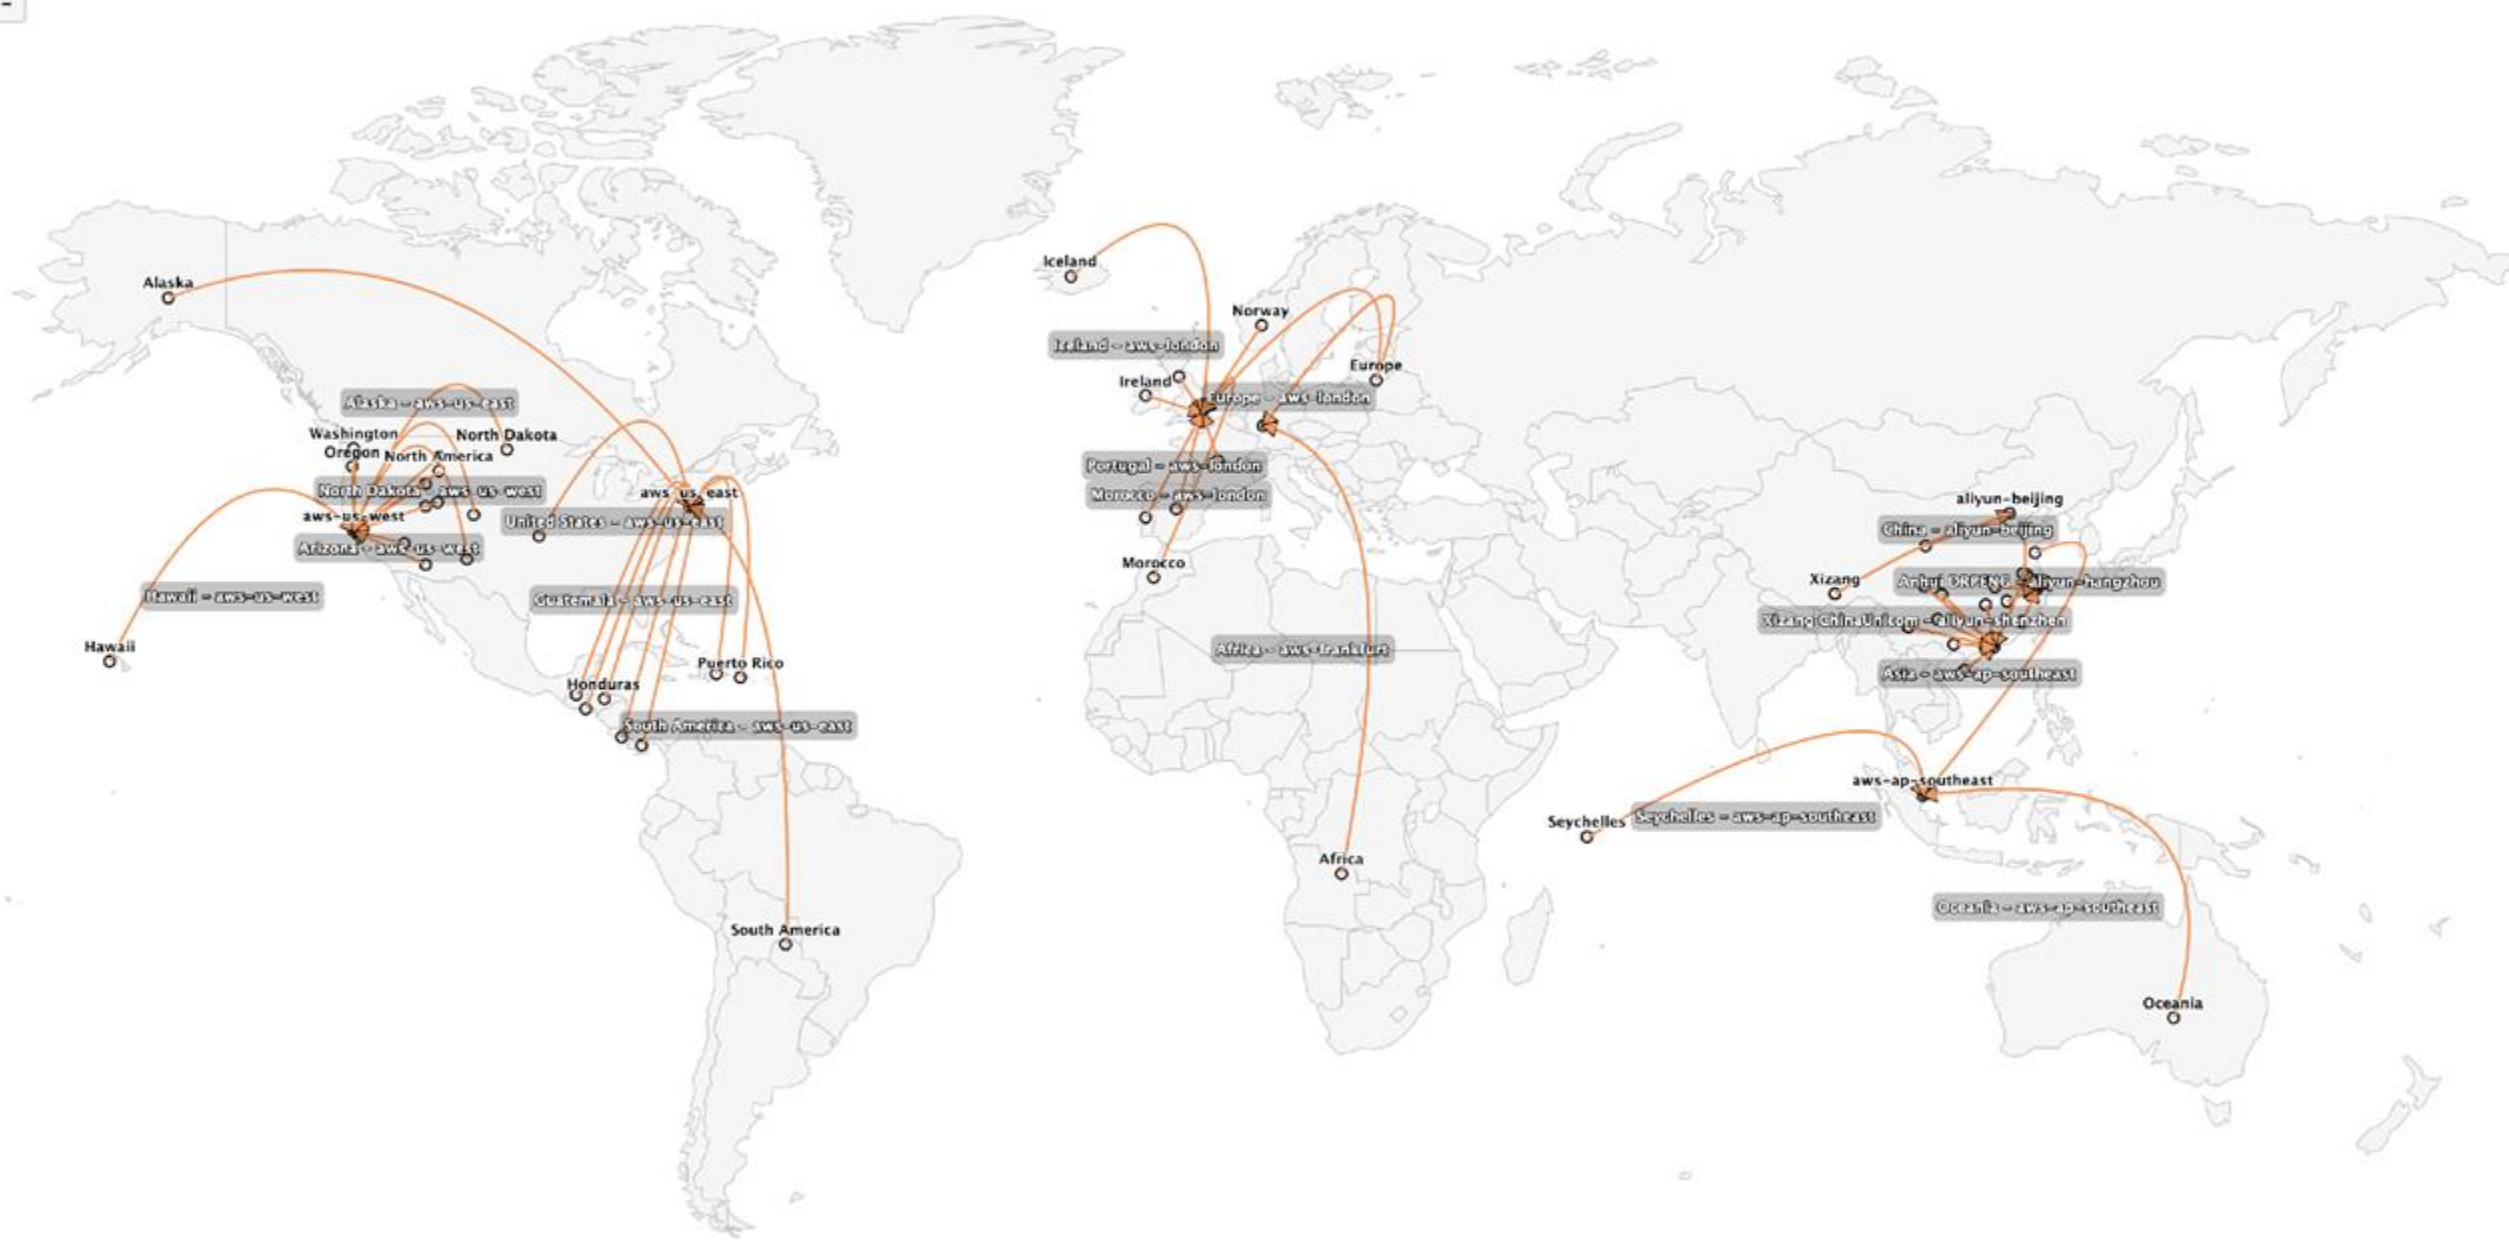 Iceland
Alaska
Norway
Iceland - aws-london
Europe
Ireland
Europe - aws-london
Alaska - aws-us-east
Washington
North Dakota
Oregon
North America
Portugal - aws-london
North Dakota - aws-us-west
aws-us-east
Morocco - aws-london
aliyun-beijing
aws-us-west
United States - aws-us-east
China - aliyun-beijing
Arizona - aws-us-west
Morocco
Xizang
Anhui DRPENG - aliyun-hangzhou
Hawaii - aws-us-west
Guatemala - aws-us-east
Xizang ChinaUnicom - aliyun-shenzhen
Hawaii
Africa - aws-frankfurt
Puerto Rico
Asia - aws-ap-southeast
Honduras
South America - aws-us-east
aws-ap-southeast
Seychelles
Seychelles - aws-ap-southeast
Africa
Oceania - aws-ap-southeast
South America
Oceania